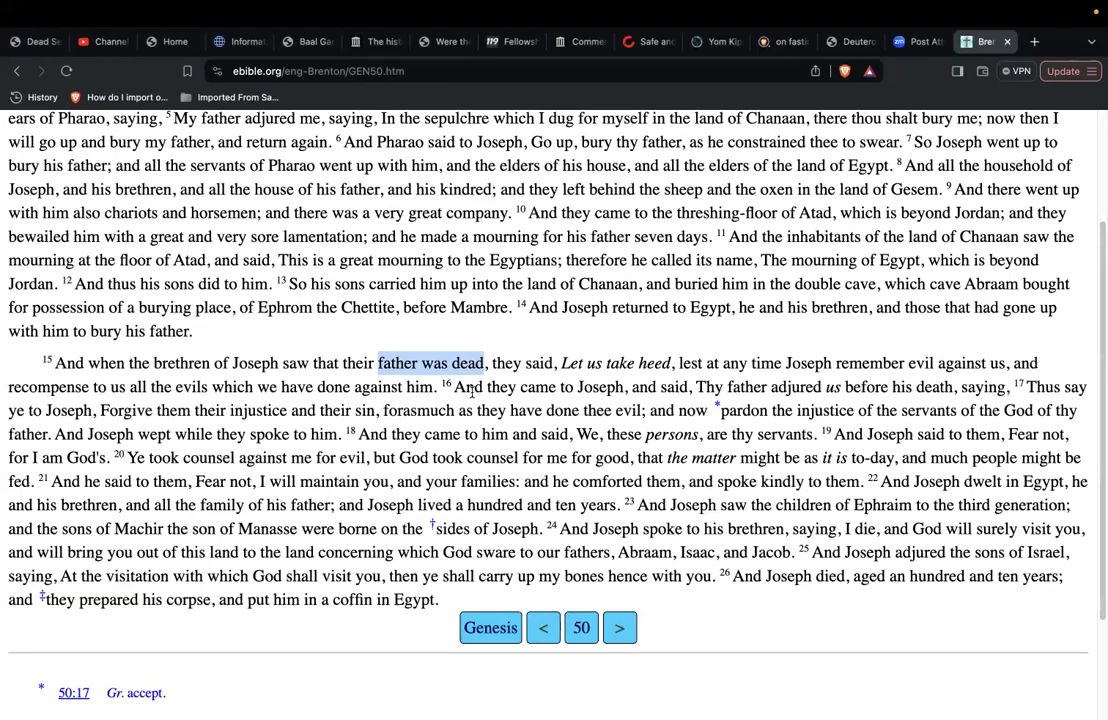 Dead S
Channel
Home
Informat
Baal Ga
The hist
Were th
119 Fellows
Comme
Safe and
Yom Kip
on fastin
Deutero
zm Post Att
Bre
ebible.org/eng-Brenton/GEN50.htm
VPN
Update
History
How do I import o...
Imported From Sa...
ears of Pharao, saying, 5 My father adjured me, saying, In the sepulchre which I dug for myself in the land of Chanaan, there thou shalt bury me; now then I
will go up and bury my father, and return again. 6 And Pharao said to Joseph, Go up, bury thy father, as he constrained thee to swear. 7 So Joseph went up to
bury his father; and all the servants of Pharao went up with him, and the elders of his house, and all the elders of the land of Egypt. 8 And all the household of
Joseph, and his brethren, and all the house of his father, and his kindred; and they left behind the sheep and the oxen in the land of Gesem. 9 And there went up
with him also chariots and horsemen; and there was a very great company. 10 And they came to the threshing-floor of Atad, which is beyond Jordan; and they
bewailed him with a great and very sore lamentation; and he made a mourning for his father seven days. 11 And the inhabitants of the land of Chanaan saw the
mourning at the floor of Atad, and said, This is a great mourning to the Egyptians; therefore he called its name, The mourning of Egypt, which is beyond
Jordan. 12 And thus his sons did to him. 13 So his sons carried him up into the land of Chanaan, and buried him in the double cave, which cave Abraam bought
for possession of a burying place, of Ephrom the Chettite, before Mambre. 14 And Joseph returned to Egypt, he and his brethren, and those that had gone up
with him to bury his father.
15 And when the brethren of Joseph saw that their father was dead, they said, Let us take heed, lest at any time Joseph remember evil against us, and
recompense to us all the evils which we have done against him. 16 And they came to Joseph, and said, Thy father adjured us before his death, saying, 17 Thus say
ye to Joseph, Forgive them their injustice and their sin, forasmuch as they have done thee evil; and now *pardon the injustice of the servants of the God of thy
father. And Joseph wept while they spoke to him. 18 And they came to him and said, We, these persons, are thy servants. 19 And Joseph said to them, Fear not,
for I am God's. 20 Ye took counsel against me for evil, but God took counsel for me for good, that the matter might be as it is to-day, and much people might be
fed. 21 And he said to them, Fear not, I will maintain you, and your families: and he comforted them, and spoke kindly to them. 22 And Joseph dwelt in Egypt, he
and his brethren, and all the family of his father; and Joseph lived a hundred and ten years. 23 And Joseph saw the children of Ephraim to the third generation;
and the sons of Machir the son of Manasse were borne on the †sides of Joseph. 24 And Joseph spoke to his brethren, saying, I die, and God will surely visit you,
and will bring you out of this land to the land concerning which God sware to our fathers, Abraam, Isaac, and Jacob. 25 And Joseph adjured the sons of Israel,
saying, At the visitation with which God shall visit you, then ye shall carry up my bones hence with you. 26 And Joseph died, aged an hundred and ten years;
and ‡they prepared his corpse, and put him in a coffin in Egypt.
Genesis < 50 >
* 50:17 Gr. accept.